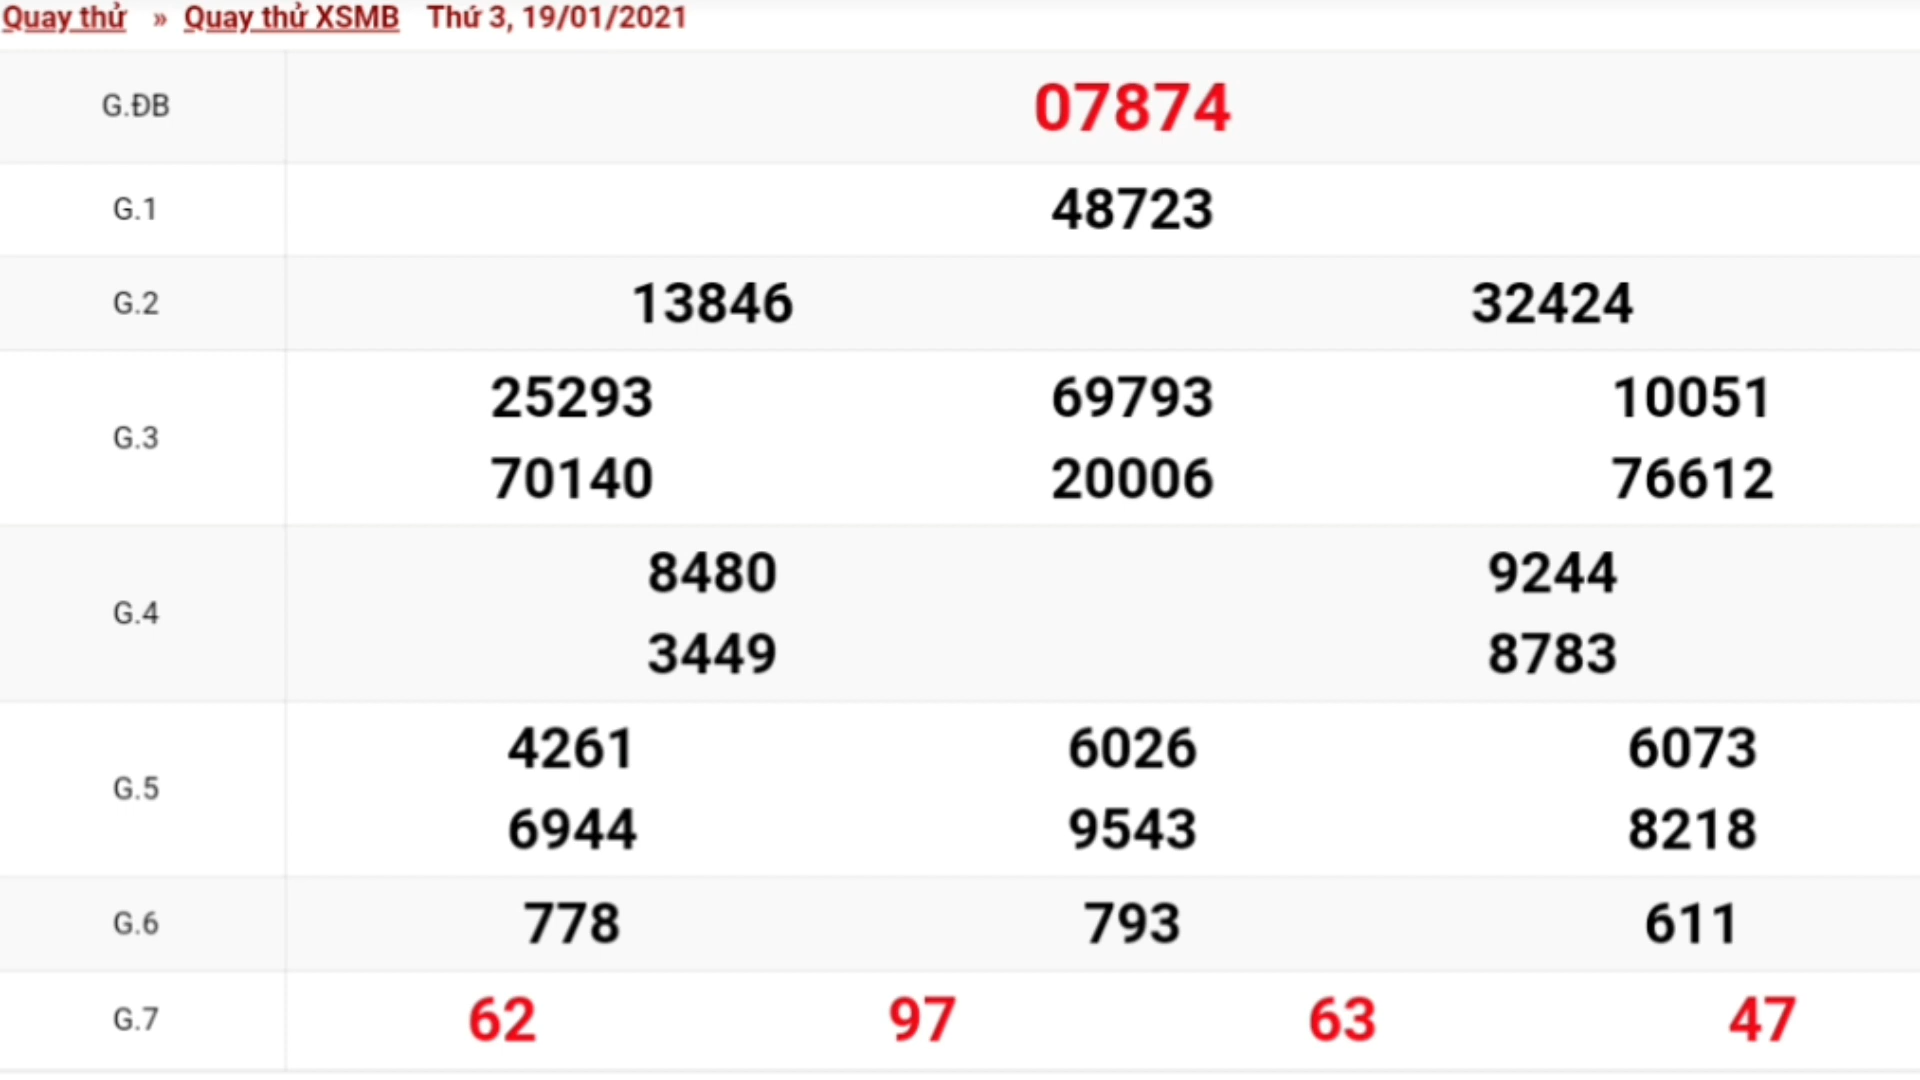 Quay thử » Quay thử XSMB Thứ 3, 19/01/2021
G.ĐB 07874
G.1 48723
G.2 13846 32424
G.3 25293 69793 10051
70140 20006 76612
G.4 8480 9244
3449 8783
G.5 4261 6026 6073
6944 9543 8218
G.6 778 793 611
G.7 62 97 63 47